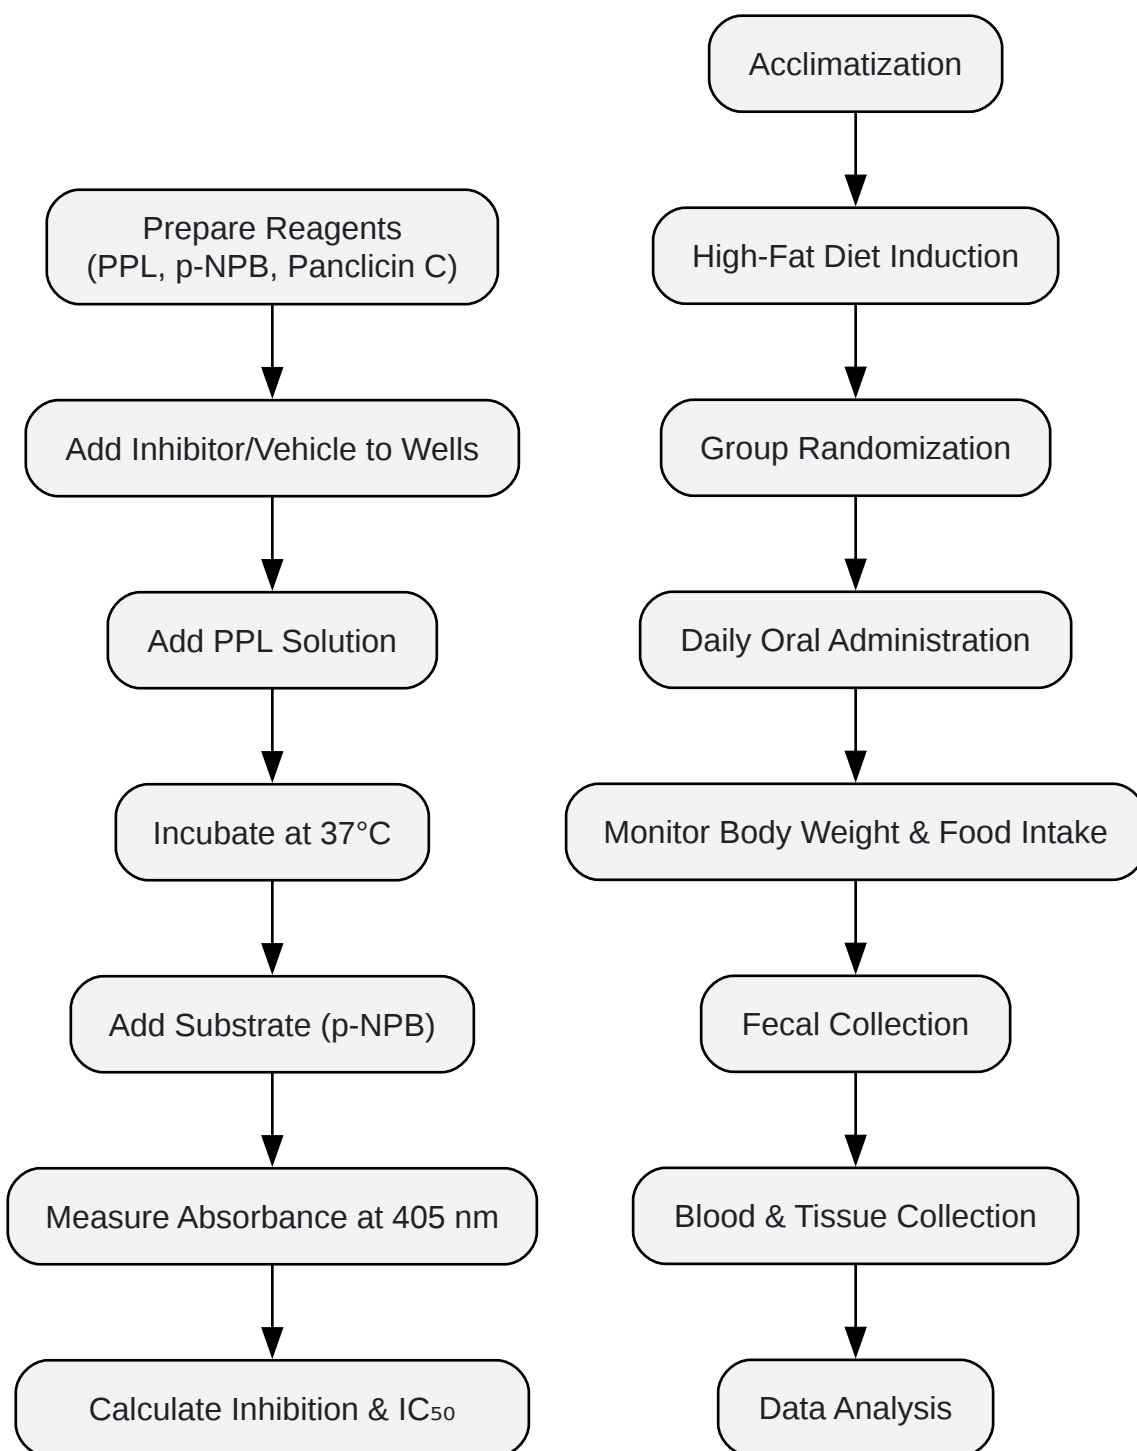 Prepare Reagents
(PPL, p-NPB, Panclicin C)
Add Inhibitor/Vehicle to Wells
Add PPL Solution
Incubate at 37°C
Add Substrate (p-NPB)
Measure Absorbance at 405 nm
Calculate Inhibition & IC₅₀
Acclimatization
High-Fat Diet Induction
Group Randomization
Daily Oral Administration
Monitor Body Weight & Food Intake
Fecal Collection
Blood & Tissue Collection
Data Analysis